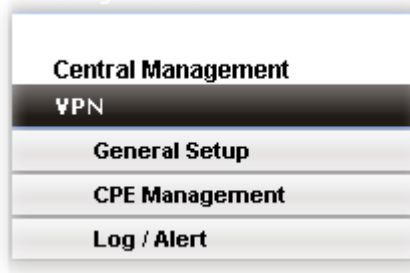 Central Management
VPN
General Setup
CPE Management
Log / Alert